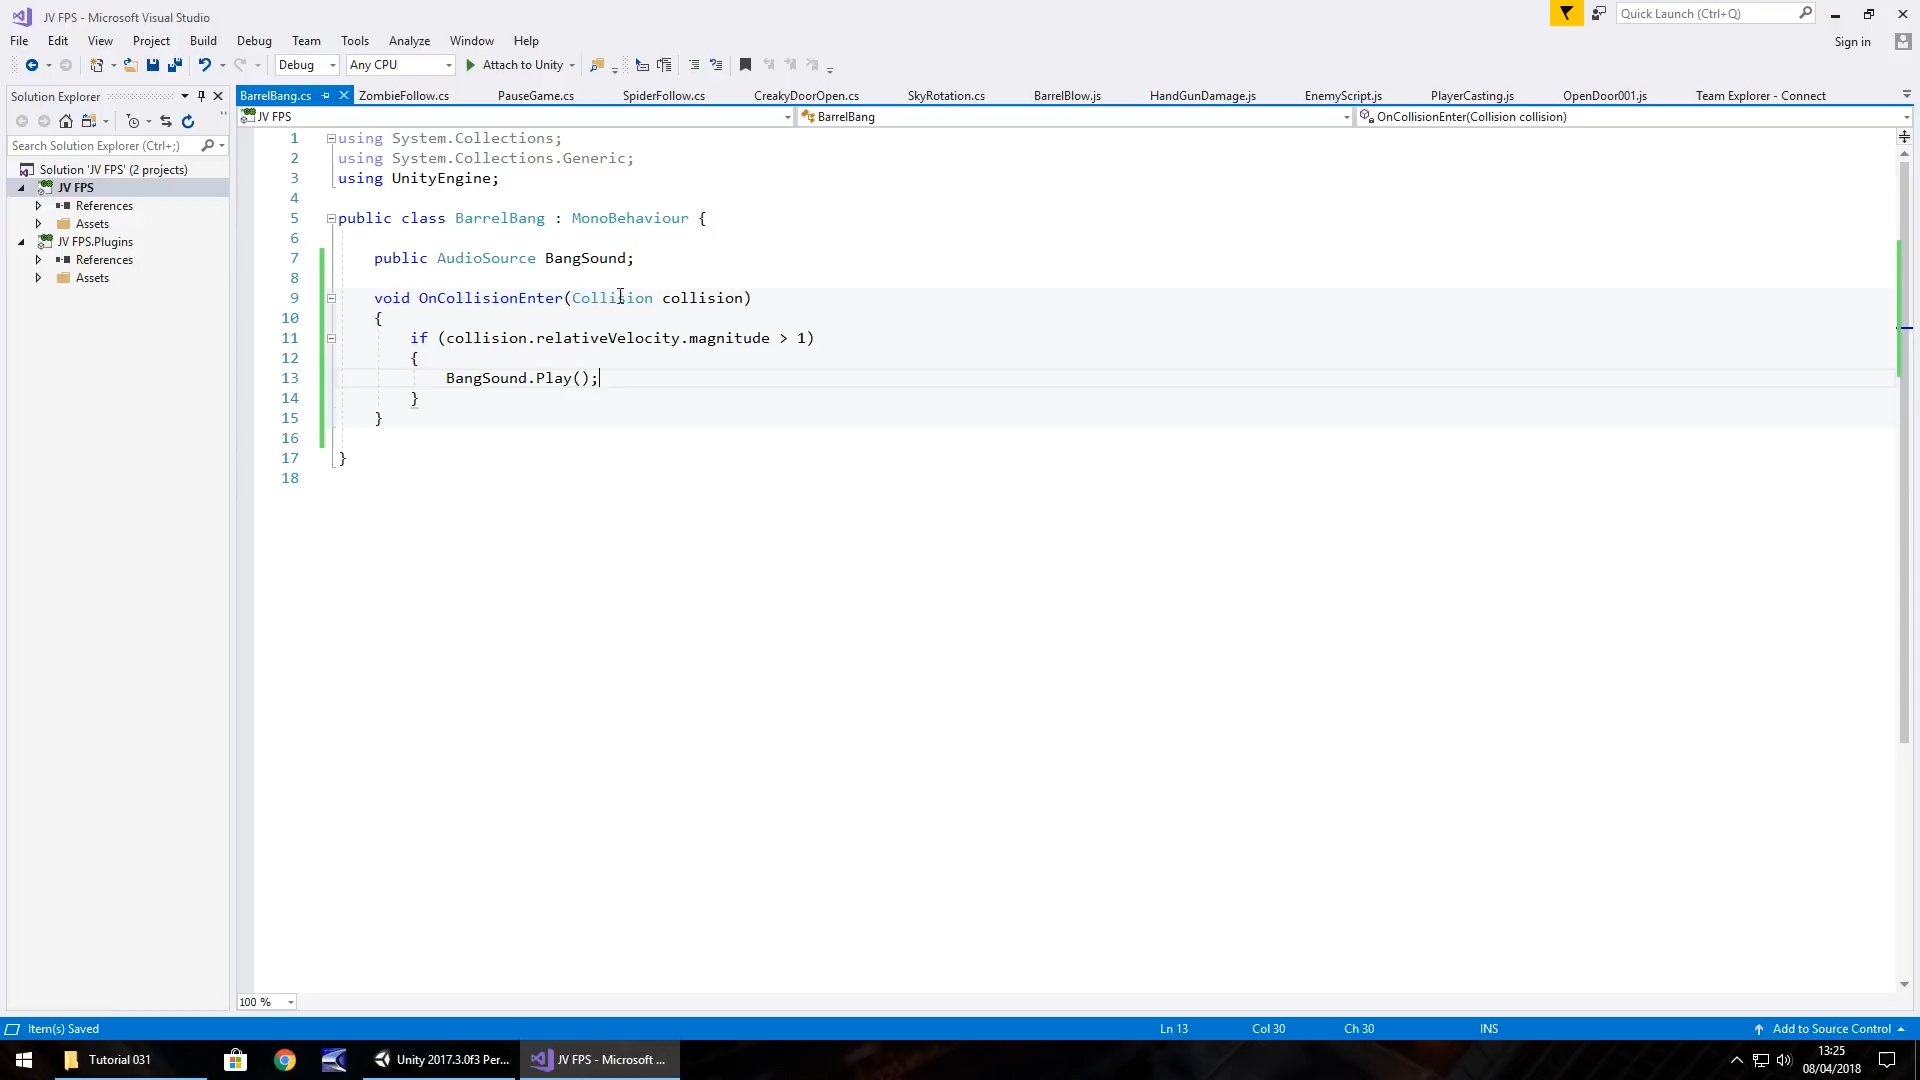 JV FPS - Microsoft Visual Studio
Quick Launch (Ctrl+Q)
File Edit View Project Build Debug Team Tools Analyze Window Help
Sign in
Debug Any CPU Attach to Unity
Solution Explorer
BarrelBang.cs ZombieFollow.cs PauseGame.cs SpiderFollow.cs CreakyDoorOpen.cs SkyRotation.cs BarrelBlow.js HandGunDamage.js EnemyScript.js PlayerCasting.js OpenDoor001.js Team Explorer - Connect
JV FPS BarrelBang OnCollisionEnter(Collision collision)
Search Solution Explorer (Ctrl+;)
Solution 'JV FPS' (2 projects)
JV FPS
References
Assets
JV FPS.Plugins
References
Assets
1 using System.Collections;
2 using System.Collections.Generic;
3 using UnityEngine;
4
5 public class BarrelBang : MonoBehaviour {
6
7 public AudioSource BangSound;
8
9 void OnCollisionEnter(Collision collision)
10 {
11 if (collision.relativeVelocity.magnitude > 1)
12 {
13 BangSound.Play();
14 }
15 }
16
17 }
18
100 %
Item(s) Saved Ln 13 Col 30 Ch 30 INS Add to Source Control
Tutorial 031 Unity 2017.3.0f3 Per... JV FPS - Microsoft ...
13:25
08/04/2018